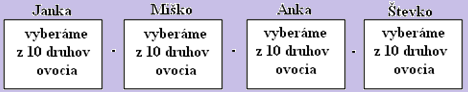 Janka Miško Anka Števko
vyberáme vyberáme vyberáme vyberáme
z 10 druhov · z 10 druhov · z 10 druhov · z 10 druhov
ovocia ovocia ovocia ovocia